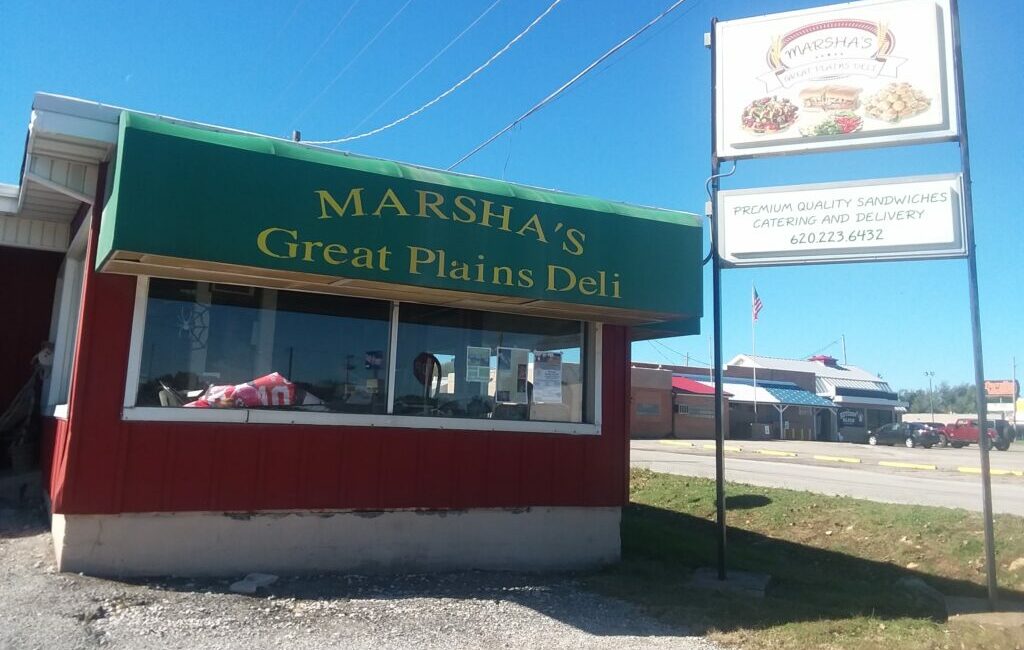 MARSHA'S
Great Plains Deli
MARSHA'S
GREAT PLAINS DELI
PREMIUM QUALITY SANDWICHES
CATERING AND DELIVERY
620.223.6432